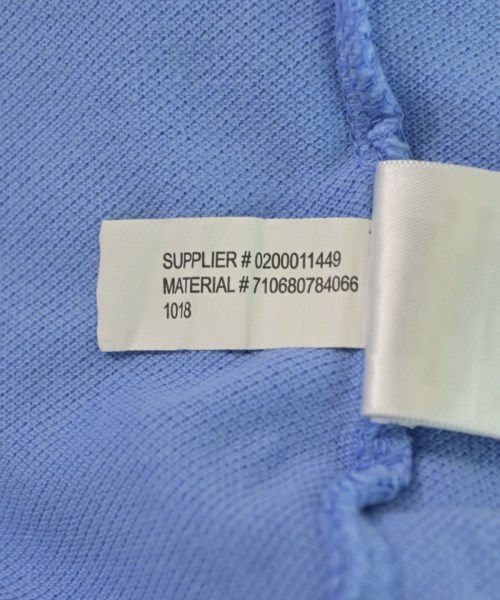 SUPPLIER # 0200011449
MATERIAL # 710680784066
1018